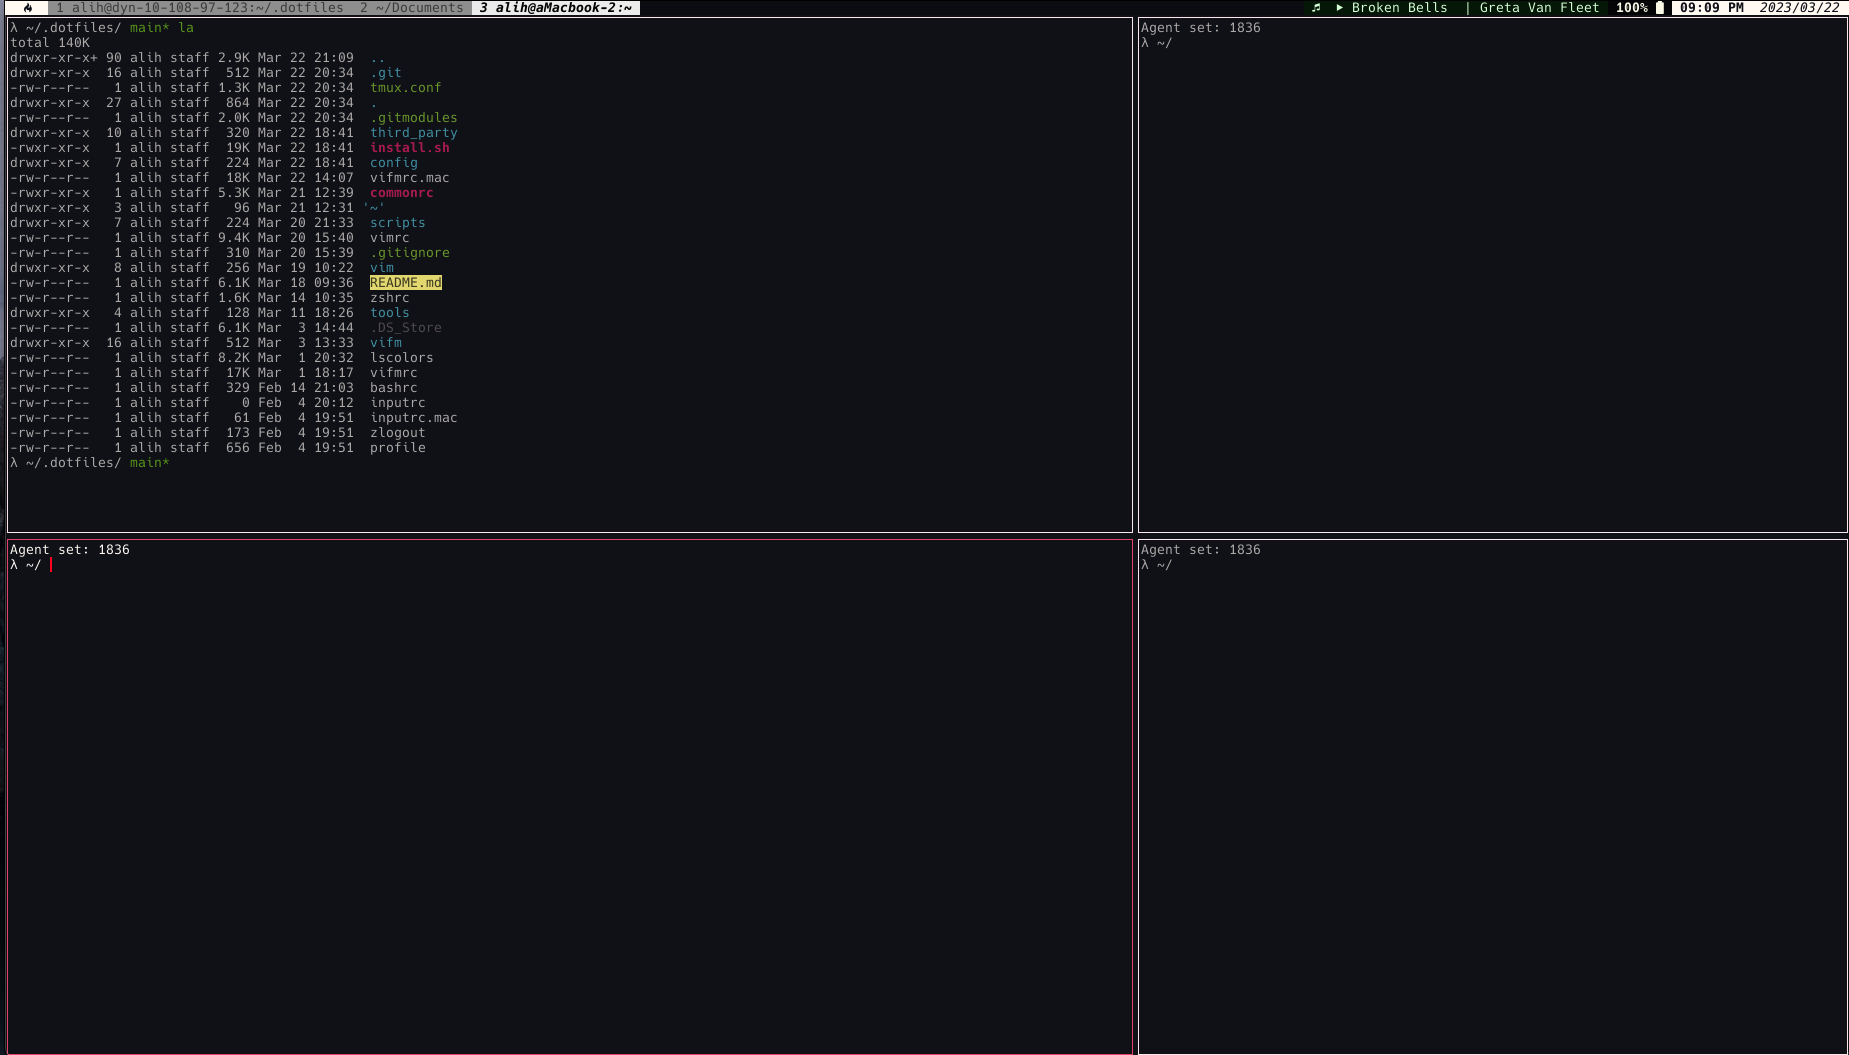 1 alih@dyn-10-108-97-123:~/.dotfiles 2 ~/Documents 3 alih@aMacbook-2:~ ♬ ▶ Broken Bells | Greta Van Fleet 100% 09:09 PM 2023/03/22
λ ~/.dotfiles/ main* la
total 140K
drwxr-xr-x+ 90 alih staff 2.9K Mar 22 21:09 ..
drwxr-xr-x 16 alih staff 512 Mar 22 20:34 .git
-rw-r--r-- 1 alih staff 1.3K Mar 22 20:34 tmux.conf
drwxr-xr-x 27 alih staff 864 Mar 22 20:34 .
-rw-r--r-- 1 alih staff 2.0K Mar 22 20:34 .gitmodules
drwxr-xr-x 10 alih staff 320 Mar 22 18:41 third_party
-rwxr-xr-x 1 alih staff 19K Mar 22 18:41 install.sh
drwxr-xr-x 7 alih staff 224 Mar 22 18:41 config
-rw-r--r-- 1 alih staff 18K Mar 22 14:07 vifmrc.mac
-rwxr-xr-x 1 alih staff 5.3K Mar 21 12:39 commonrc
drwxr-xr-x 3 alih staff 96 Mar 21 12:31 '~'
drwxr-xr-x 7 alih staff 224 Mar 20 21:33 scripts
-rw-r--r-- 1 alih staff 9.4K Mar 20 15:40 vimrc
-rw-r--r-- 1 alih staff 310 Mar 20 15:39 .gitignore
drwxr-xr-x 8 alih staff 256 Mar 19 10:22 vim
-rw-r--r-- 1 alih staff 6.1K Mar 18 09:36 README.md
-rw-r--r-- 1 alih staff 1.6K Mar 14 10:35 zshrc
drwxr-xr-x 4 alih staff 128 Mar 11 18:26 tools
-rw-r--r-- 1 alih staff 6.1K Mar 3 14:44 .DS_Store
drwxr-xr-x 16 alih staff 512 Mar 3 13:33 vifm
-rw-r--r-- 1 alih staff 8.2K Mar 1 20:32 lscolors
-rw-r--r-- 1 alih staff 17K Mar 1 18:17 vifmrc
-rw-r--r-- 1 alih staff 329 Feb 14 21:03 bashrc
-rw-r--r-- 1 alih staff 0 Feb 4 20:12 inputrc
-rw-r--r-- 1 alih staff 61 Feb 4 19:51 inputrc.mac
-rw-r--r-- 1 alih staff 173 Feb 4 19:51 zlogout
-rw-r--r-- 1 alih staff 656 Feb 4 19:51 profile
λ ~/.dotfiles/ main*
Agent set: 1836
λ ~/
Agent set: 1836
λ ~/
Agent set: 1836
λ ~/